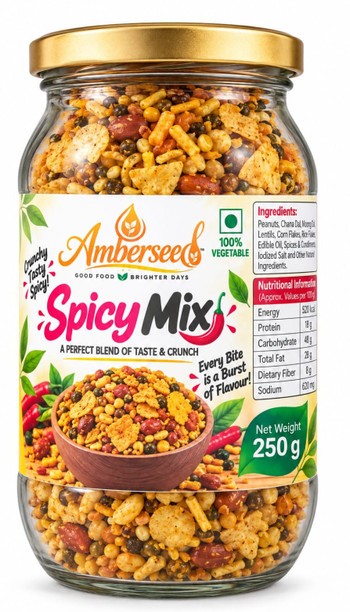 Crunchy
Tasty
Spicy!
Amberseed™
GOOD FOOD BRIGHTER DAYS
100%
VEGETABLE
Spicy Mix
A PERFECT BLEND OF TASTE & CRUNCH
Every Bite
is a Burst
of Flavour!
Ingredients:
Peanuts, Chana Dal, Moong Dal,
Lentils, Corn Flakes, Rice Flakes,
Edible Oil, Spices & Condiments,
Iodized Salt and Other Natural
Ingredients.
Nutritional Information
(Approx. Values per 100g)
Energy 520 kcal
Protein 18 g
Carbohydrate 48 g
Total Fat 28 g
Dietary Fiber 8 g
Sodium 620 mg
Net Weight
250 g